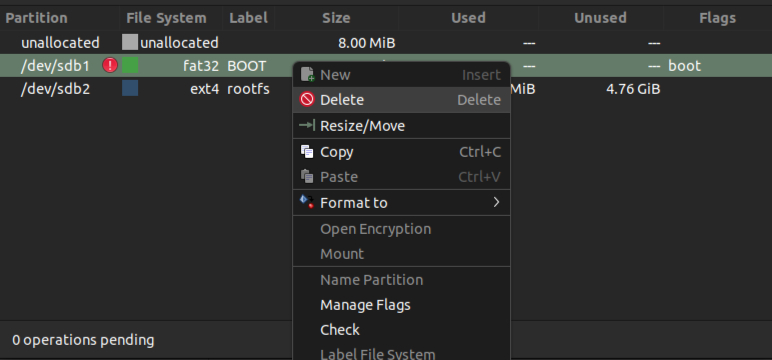 Partition File System Label Size Used Unused Flags
unallocated unallocated 8.00 MiB --- --- 
/dev/sdb1 fat32 BOOT --- --- boot
/dev/sdb2 ext4 rootfs MiB 4.76 GiB
New Insert
Delete Delete
Resize/Move
Copy Ctrl+C
Paste Ctrl+V
Format to
Open Encryption
Mount
Name Partition
Manage Flags
Check
Label File System
0 operations pending